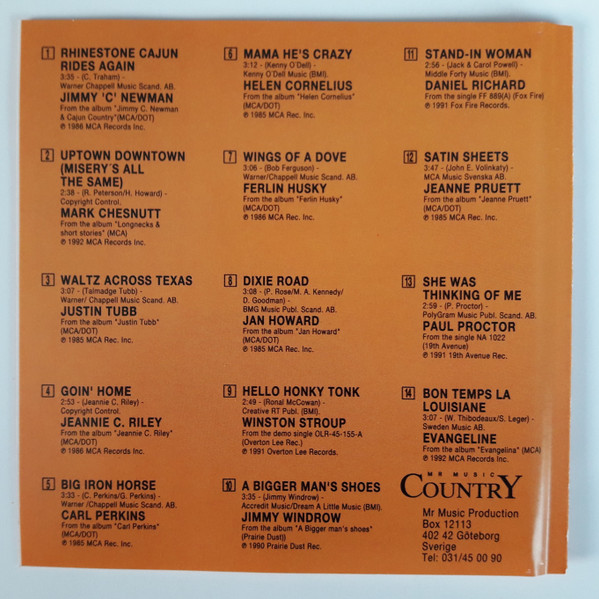 1 RHINESTONE CAJUN
RIDES AGAIN
3:35 - (C. Traham) -
Warner Chappell Music Scand. AB.
JIMMY 'C' NEWMAN
From the album "Jimmy C. Newman
& Cajun Country"(MCA/DOT)
℗ 1986 MCA Records Inc.
2 UPTOWN DOWNTOWN
(MISERY´S ALL
THE SAME)
2:38 - (R. Peterson/H. Howard) -
Copyright Control.
MARK CHESNUTT
From the album "Longnecks &
short stories" (MCA)
℗ 1992 MCA Records Inc.
3 WALTZ ACROSS TEXAS
3:07 - (Talmadge Tubb) -
Warner/ Chappell Music Scand. AB.
JUSTIN TUBB
From the album "Justin Tubb"
(MCA/DOT)
℗ 1985 MCA Rec. Inc.
4 GOIN' HOME
2:53 - (Jeannie C. Riley) -
Copyright Control.
JEANNIE C. RILEY
From the album "Jeannie C. Riley"
(MCA/DOT)
℗ 1986 MCA Records Inc.
5 BIG IRON HORSE
3:33 - (C. Perkins/G. Perkins) -
Warner /Chappell Music Scand. AB.
CARL PERKINS
From the album "Carl Perkins"
(MCA/DOT)
℗ 1985 MCA Rec. Inc.
6 MAMA HE'S CRAZY
3:12 - (Kenny O´Dell) -
Kenny O´Dell Music (BMI).
HELEN CORNELIUS
From the album "Helen Cornelius"
(MCA/DOT)
℗ 1985 MCA Rec. Inc.
7 WINGS OF A DOVE
3:06 - (Bob Ferguson) -
Warner/Chappell Music Scand. AB.
FERLIN HUSKY
From the album "Ferlin Husky"
(MCA/DOT)
℗ 1986 MCA Rec. Inc.
8 DIXIE ROAD
3:08 - (P. Rose/M. A. Kennedy/
D. Goodman) -
BMG Music Publ. Scand. AB.
JAN HOWARD
From the album "Jan Howard"
(MCA/DOT)
℗ 1985 MCA Rec. Inc.
9 HELLO HONKY TONK
2:49 - (Ronal McCowan) -
Creative RT Publ. (BMI).
WINSTON STROUP
From the demo single OLR-45-155-A
(Overton Lee Rec.)
℗ 1991 Overton Lee Records.
10 A BIGGER MAN'S SHOES
3:35 - (Jimmy Windrow) -
Accredit Music/Dream A Little Music (BMI).
JIMMY WINDROW
From the album "A Bigger man's shoes"
(Prairie Dust))
℗ 1990 Prairie Dust Rec.
11 STAND-IN WOMAN
2:56 - (Jack & Carol Powell) -
Middle Forty Music (BMI).
DANIEL RICHARD
From the single FF 889(A) (Fox Fire)
℗ 1991 Fox Fire Records.
12 SATIN SHEETS
3:47 - (John E. Volinkaty) -
MCA Music Svenska AB.
JEANNE PRUETT
From the album "Jeanne Pruett"
(MCA/DOT)
℗ 1985 MCA Rec. Inc.
13 SHE WAS
THINKING OF ME
2:59 - (P. Proctor) -
PolyGram Music Publ. Scand. AB.
PAUL PROCTOR
From the single NA 1022
(19th Avenue)
℗ 1991 19th Avenue Rec.
14 BON TEMPS LA
LOUISIANE
3:07 - (W. Thibodeaux/S. Leger) -
Sweden Music AB.
EVANGELINE
From the album "Evangelina" (MCA)
℗ 1992 MCA Records Inc.
MR MUSIC
COUNTRY
Mr Music Production
Box 12113
402 42 Göteborg
Sverige
Tel: 031/45 00 90